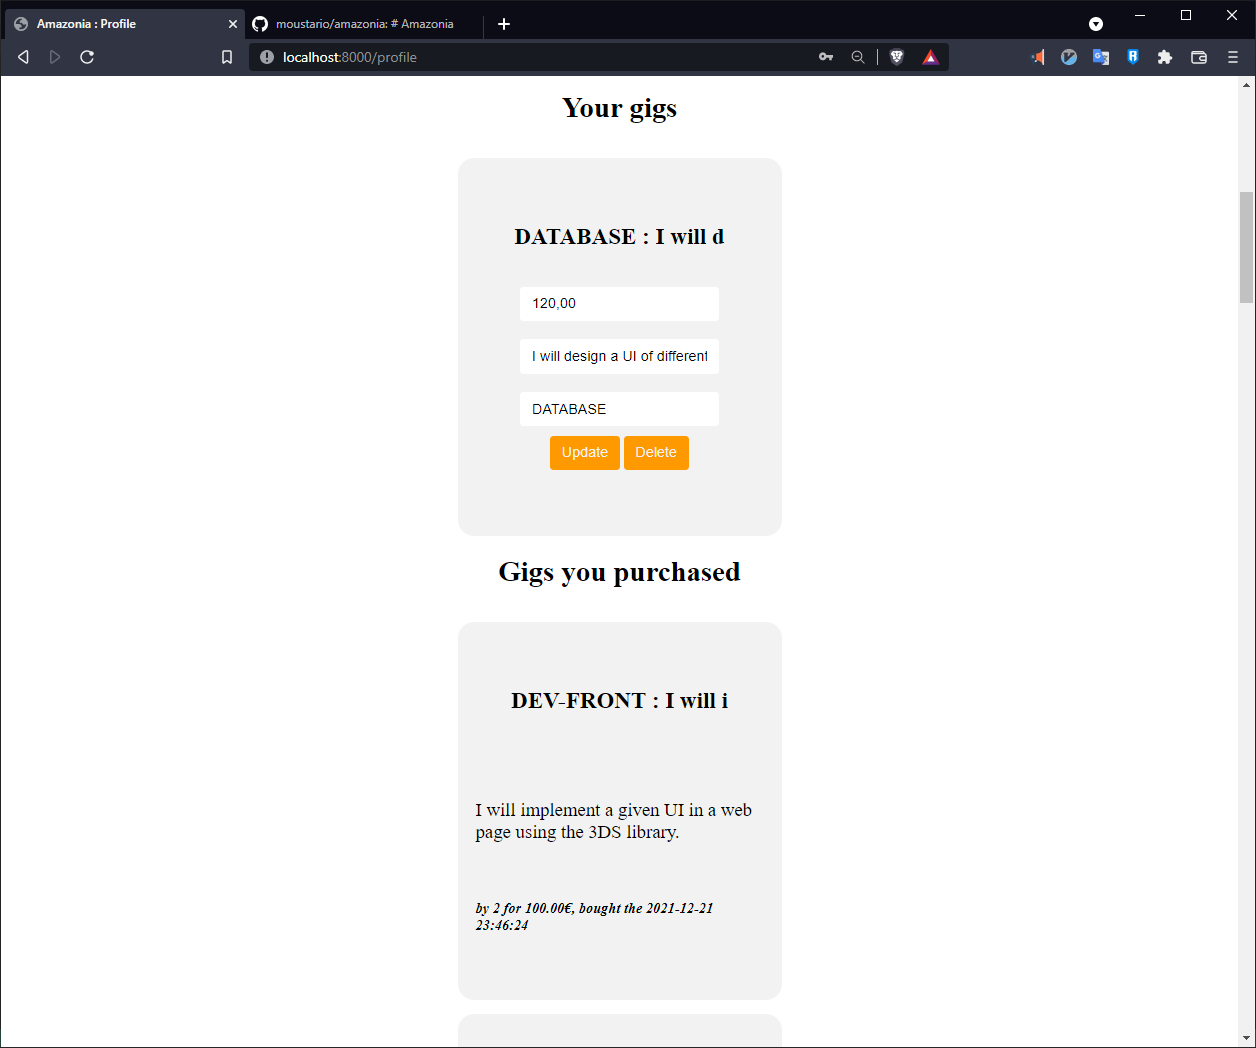 Amazonia : Profile
moustario/amazonia: # Amazonia
localhost:8000/profile
Your gigs
DATABASE : I will d
120,00
I will design a UI of different
DATABASE
Update Delete
Gigs you purchased
DEV-FRONT : I will i
I will implement a given UI in a web
page using the 3DS library.
by 2 for 100.00€, bought the 2021-12-21
23:46:24